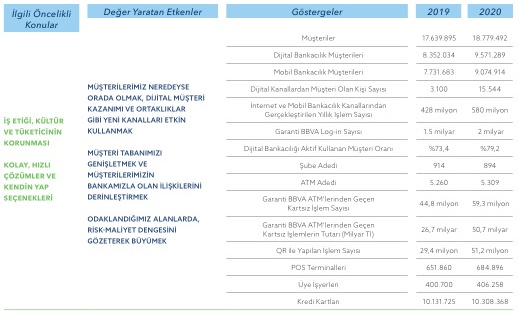 İlgili Öncelikli
Konular
Değer Yaratan Etkenler
Göstergeler
2019
2020
İŞ ETİĞİ, KÜLTÜR
VE TÜKETİCİNİN
KORUNMASI
KOLAY, HIZLI
ÇÖZÜMLER VE
KENDİN YAP
SEÇENEKLERİ
MÜŞTERİLERİMİZ NEREDEYSE
ORADA OLMAK, DİJİTAL MÜŞTERİ
KAZANIMI VE ORTAKLIKLAR
GİBİ YENİ KANALLARI ETKİN
KULLANMAK
MÜŞTERİ TABANIMIZI
GENİŞLETMEK VE
MÜŞTERİLERİMİZİN
BANKAMIZLA OLAN İLİŞKİLERİNİ
DERİNLEŞTİRMEK
ODAKLANDIĞIMIZ ALANLARDA,
RİSK-MALİYET DENGESİNİ
GÖZETEREK BÜYÜMEK
Müşteriler 17.639.895 18.779.492
Dijital Bankacılık Müşterileri 8.352.034 9.571.289
Mobil Bankacılık Müşterileri 7.731.683 9.074.914
Dijital Kanallardan Müşteri Olan Kişi Sayısı 3.100 15.544
İnternet ve Mobil Bankacılık Kanallarından
Gerçekleştirilen Yıllık İşlem Sayısı 428 milyon 580 milyon
Garanti BBVA Log-in Sayısı 1.5 milyar 2 milyar
Dijital Bankacılığı Aktif Kullanan Müşteri Oranı %73,4 %79,2
Şube Adedi 914 894
ATM Adedi 5.260 5.309
Garanti BBVA ATM'lerinden Geçen
Kartsız İşlem Sayısı 44,8 milyon 59,3 milyon
Garanti BBVA ATM'lerinden Geçen
Kartsız İşlemlerin Tutarı (Milyar Tl) 26,7 milyar 50,7 milyar
QR ile Yapılan İşlem Sayısı 29,4 milyon 51,2 milyon
POS Terminalleri 651.860 684.896
Üye İşyerleri 400.700 406.258
Kredi Kartları 10.131.725 10.308.368